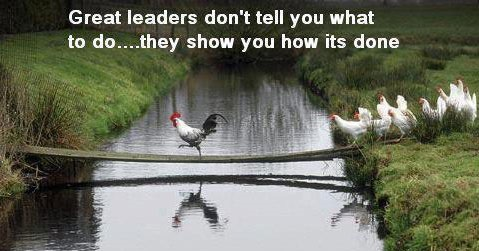 Great leaders don't tell you what
to do....they show you how its done